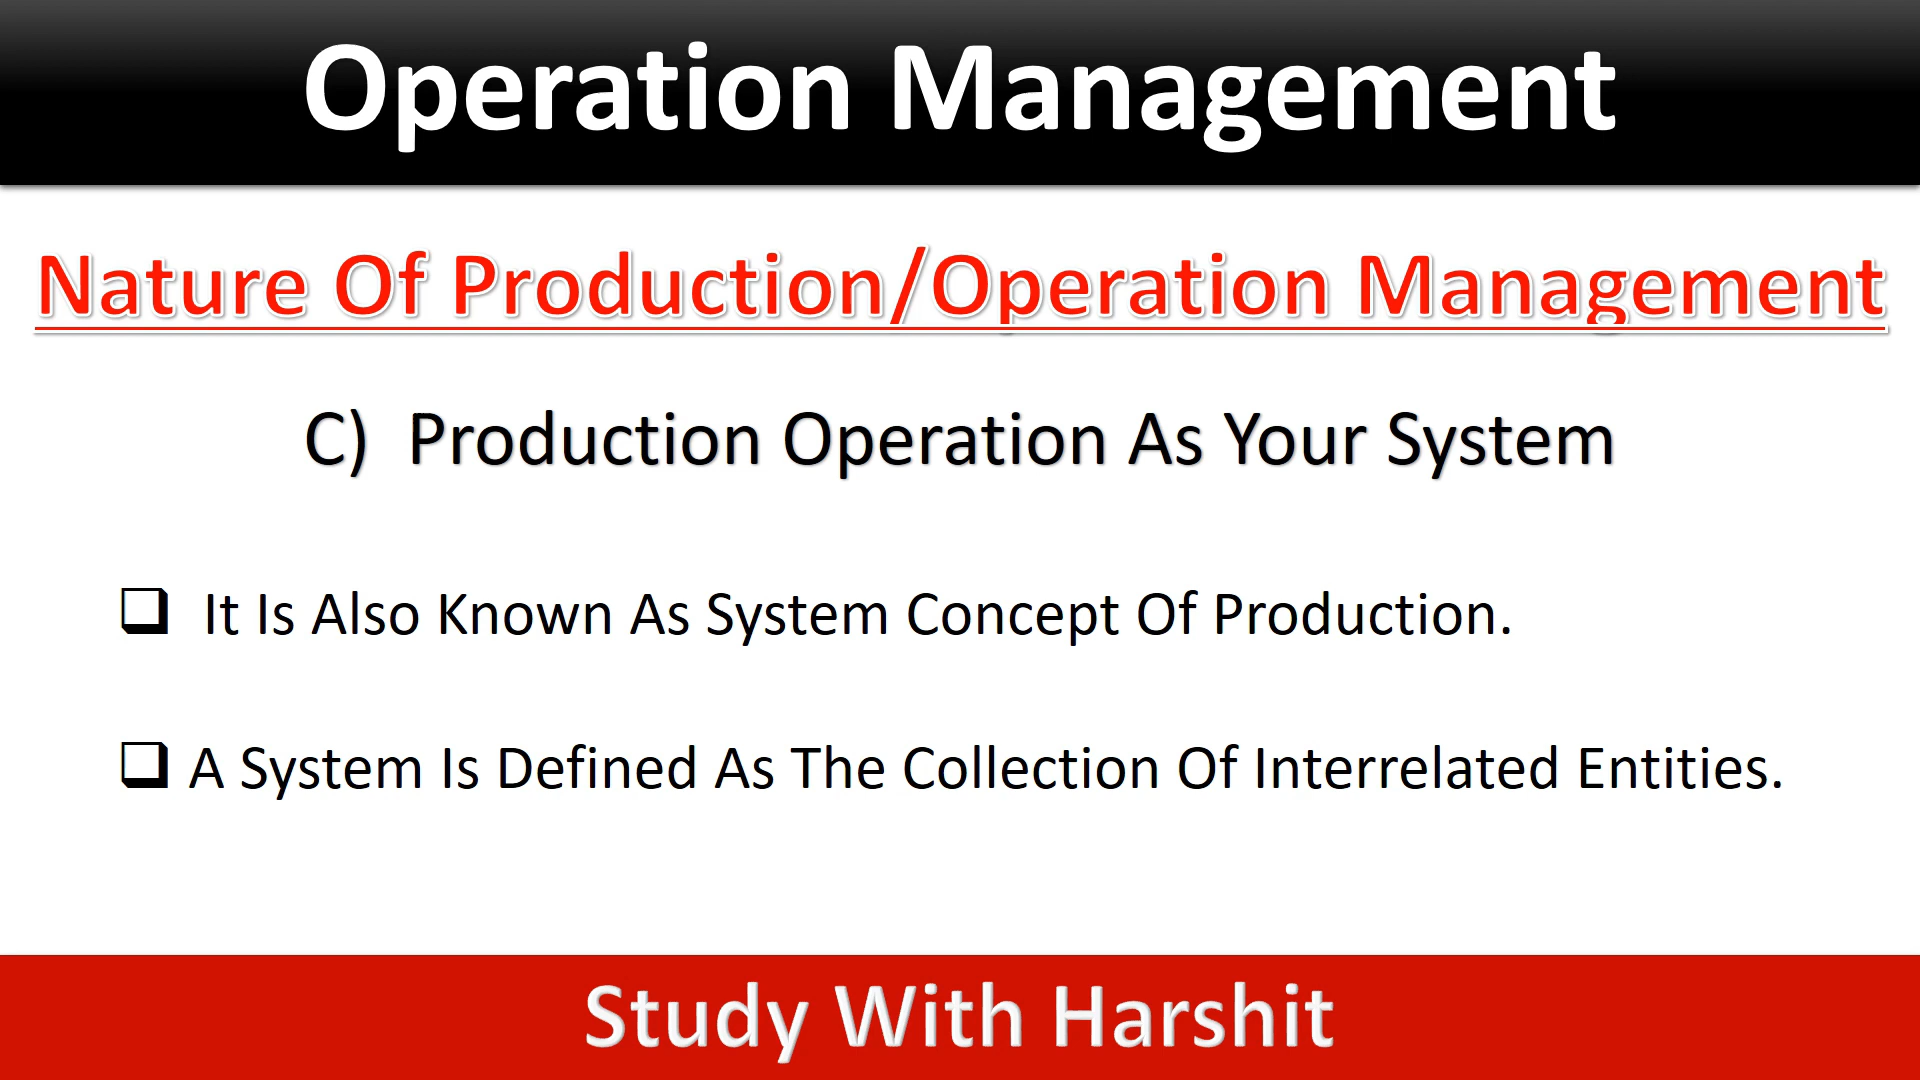 Operation Management
Nature Of Production/Operation Management
C) Production Operation As Your System
❑ It Is Also Known As System Concept Of Production.
❑ A System Is Defined As The Collection Of Interrelated Entities.
Study With Harshit